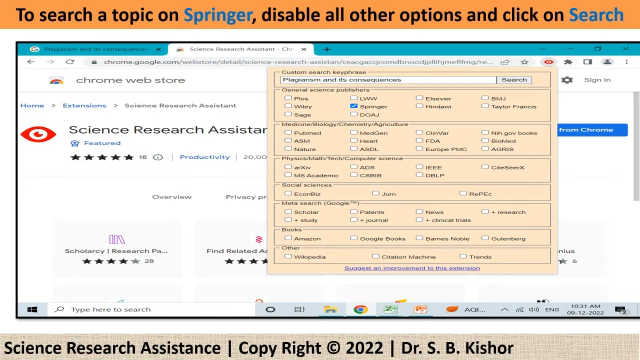 To search a topic on Springer, disable all other options and click on Search
Plagiarism and its consequences
Science Research Assistant - Chr
chrome.google.com/webstore/detail/science-research-assistan/
chrome web store
Sign in
Home > Extensions > Science Research Assistant
Science Research Assistan
Featured
18
Productivity
20,000
from Chrome
Overview
Privacy
Custom search keyphrase
Plagiarism and its consequences
Search
General science publishers
Plos LWW Elsevier BMJ
Wiley Springer Hindawi Taylor Francis
Sage DOAJ
Medicine/Biology/Chemistry/Agriculture
Pubmed MedGen ClinVar Nih.gov books
ASM Heart FDA BioMed
Nature ASDL Europe PMC AGRIS
Physics/Math/Tech/Computer science
arXiv ADS IEEE CiteSeerX
MS Academic CSBIB DBLP
Social sciences
EconBiz Jurn RePEc
Meta search (Google™)
Scholar Patents News + research
+ study + journal + clinical trials
Books
Amazon Google Books Barnes Noble Gutenberg
Other
Wikipedia Citation Machine Trends
Suggest an improvement to this extension
Scholarcy | Research Pa...
28
Find Related Ad
enius
6
Type here to search
AQI...
ENG
10:31 AM
09-12-2022
2
Science Research Assistance | Copy Right © 2022 | Dr. S. B. Kishor